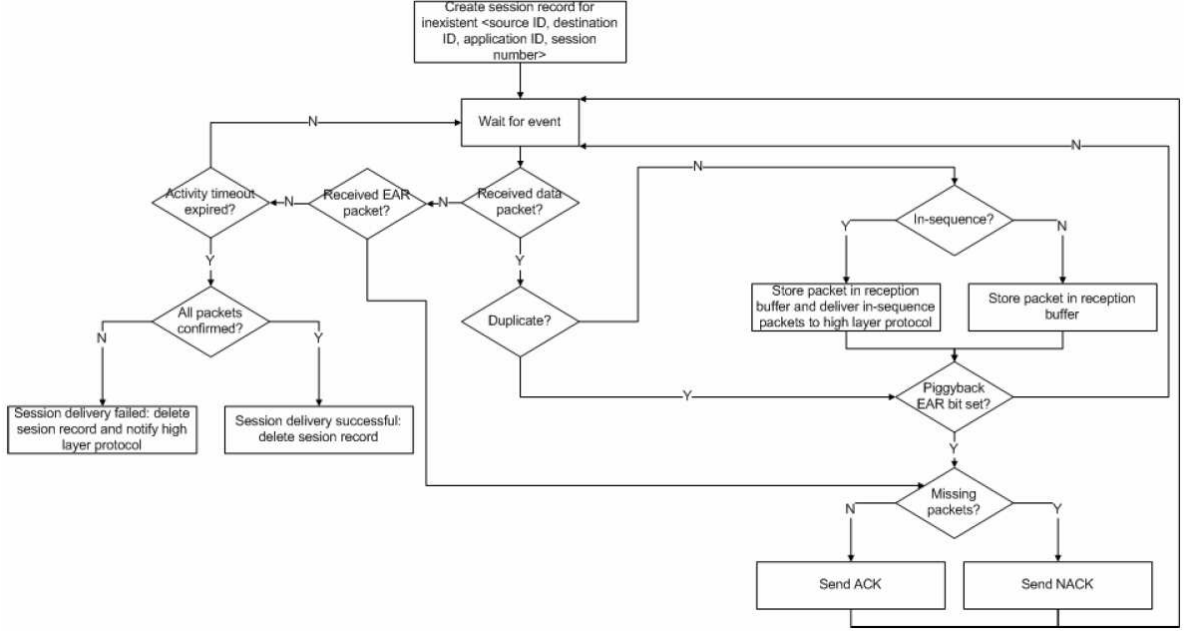 Create session record for
inexistent <source ID, destination
ID, application ID, session
number>
Wait for event
N
N
Activity timeout
expired?
N
Received EAR
packet?
N
Received data
packet?
N
In-sequence?
Y
N
Y
Y
Store packet in reception
buffer and deliver in-sequence
packets to high layer protocol
Store packet in reception
buffer
All packets
confirmed?
Duplicate?
N
Y
Y
Piggyback
EAR bit set?
Session delivery failed: delete
sesion record and notify high
layer protocol
Session delivery successful:
delete sesion record
Y
Missing
packets?
N
Y
Send ACK
Send NACK